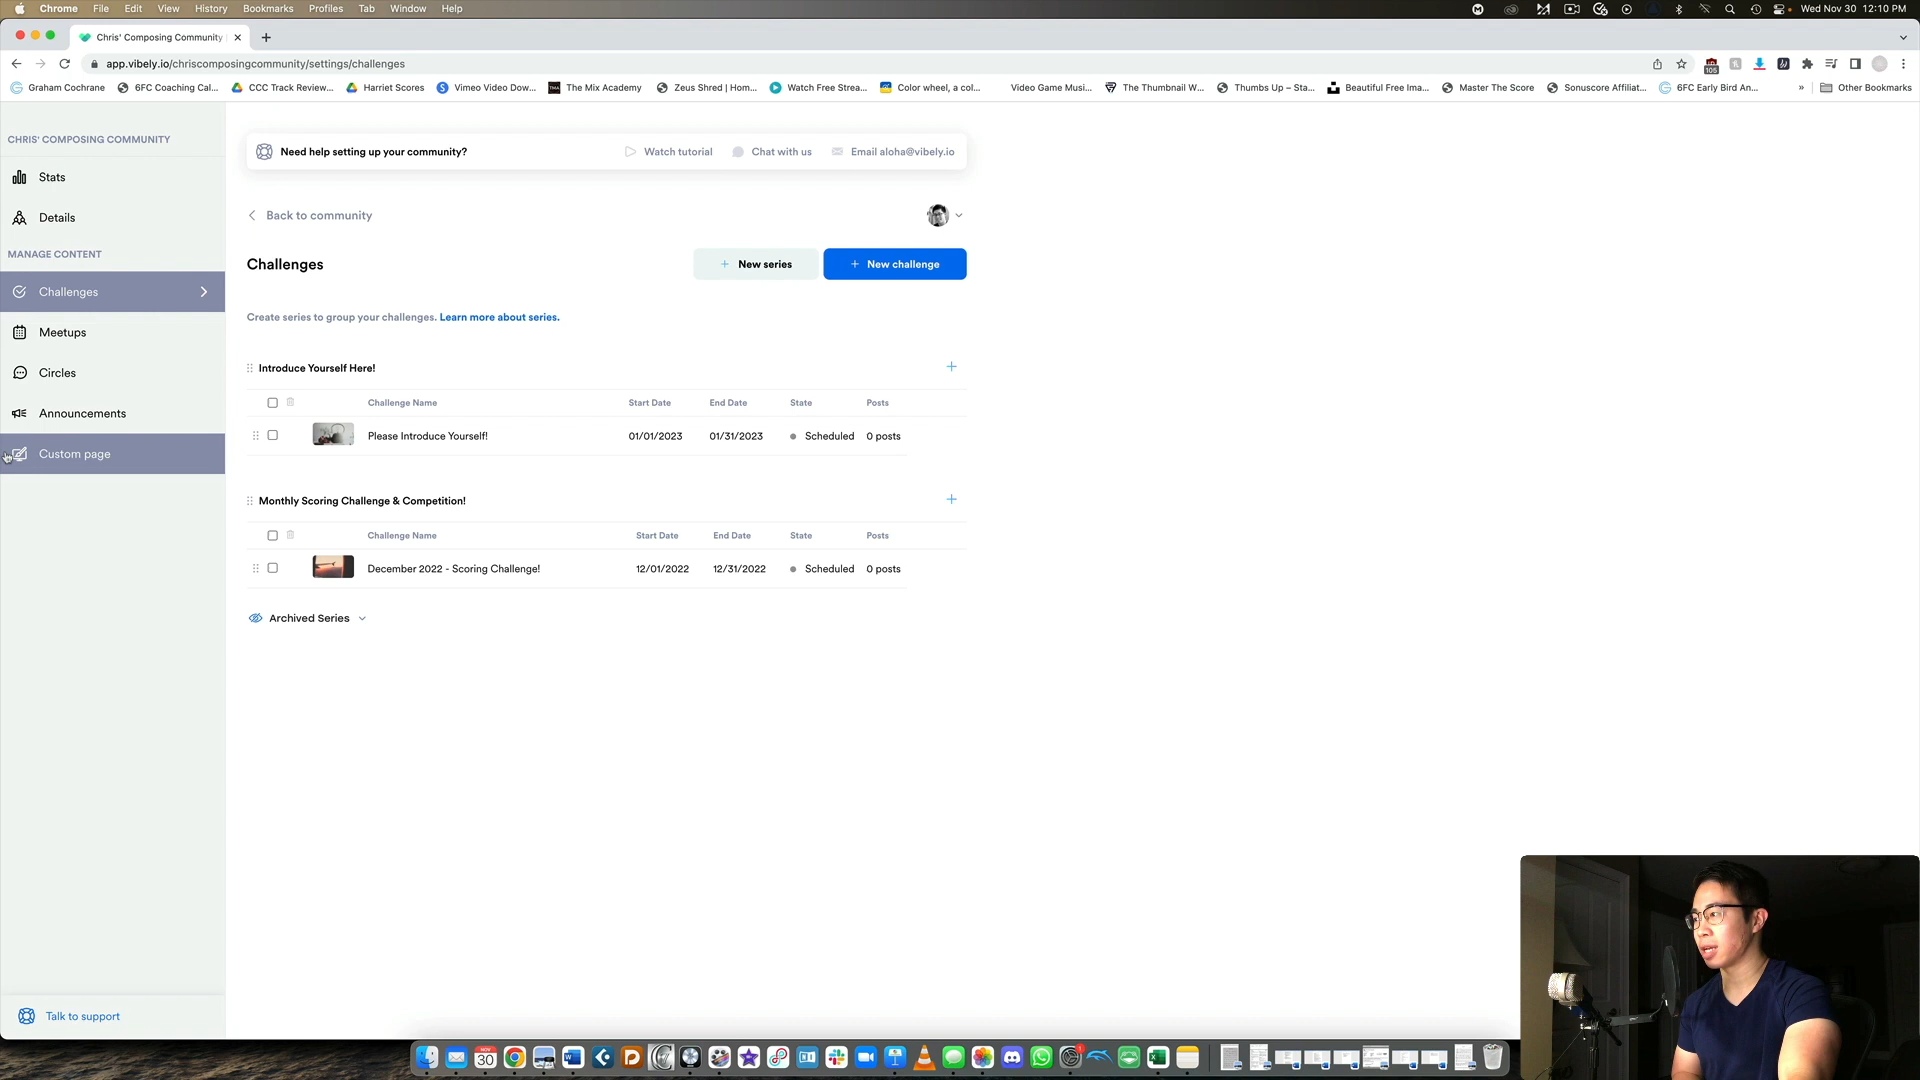 Chrome File Edit View History Bookmarks Profiles Tab Window Help Wed Nov 30 12:10 PM
Chris' Composing Community
app.vibely.io/chriscomposingcommunity/settings/challenges
105
Graham Cochrane 6FC Coaching Cal... CCC Track Review... Harriet Scores Vimeo Video Dow... The Mix Academy Zeus Shred | Hom... Watch Free Strea... Color wheel, a col... Video Game Musi... The Thumbnail W... Thumbs Up – Sta... Beautiful Free Ima... Master The Score Sonuscore Affiliat... 6FC Early Bird An... » Other Bookmarks
CHRIS' COMPOSING COMMUNITY
Stats
Details
MANAGE CONTENT
Challenges
Meetups
Circles
Announcements
Custom page
Talk to support
Need help setting up your community? Watch tutorial Chat with us Email aloha@vibely.io
Back to community
Challenges + New series + New challenge
Create series to group your challenges. Learn more about series.
Introduce Yourself Here! +
Challenge Name Start Date End Date State Posts
Please Introduce Yourself! 01/01/2023 01/31/2023 Scheduled 0 posts
Monthly Scoring Challenge & Competition! +
Challenge Name Start Date End Date State Posts
December 2022 - Scoring Challenge! 12/01/2022 12/31/2022 Scheduled 0 posts
Archived Series
NOV
30
1